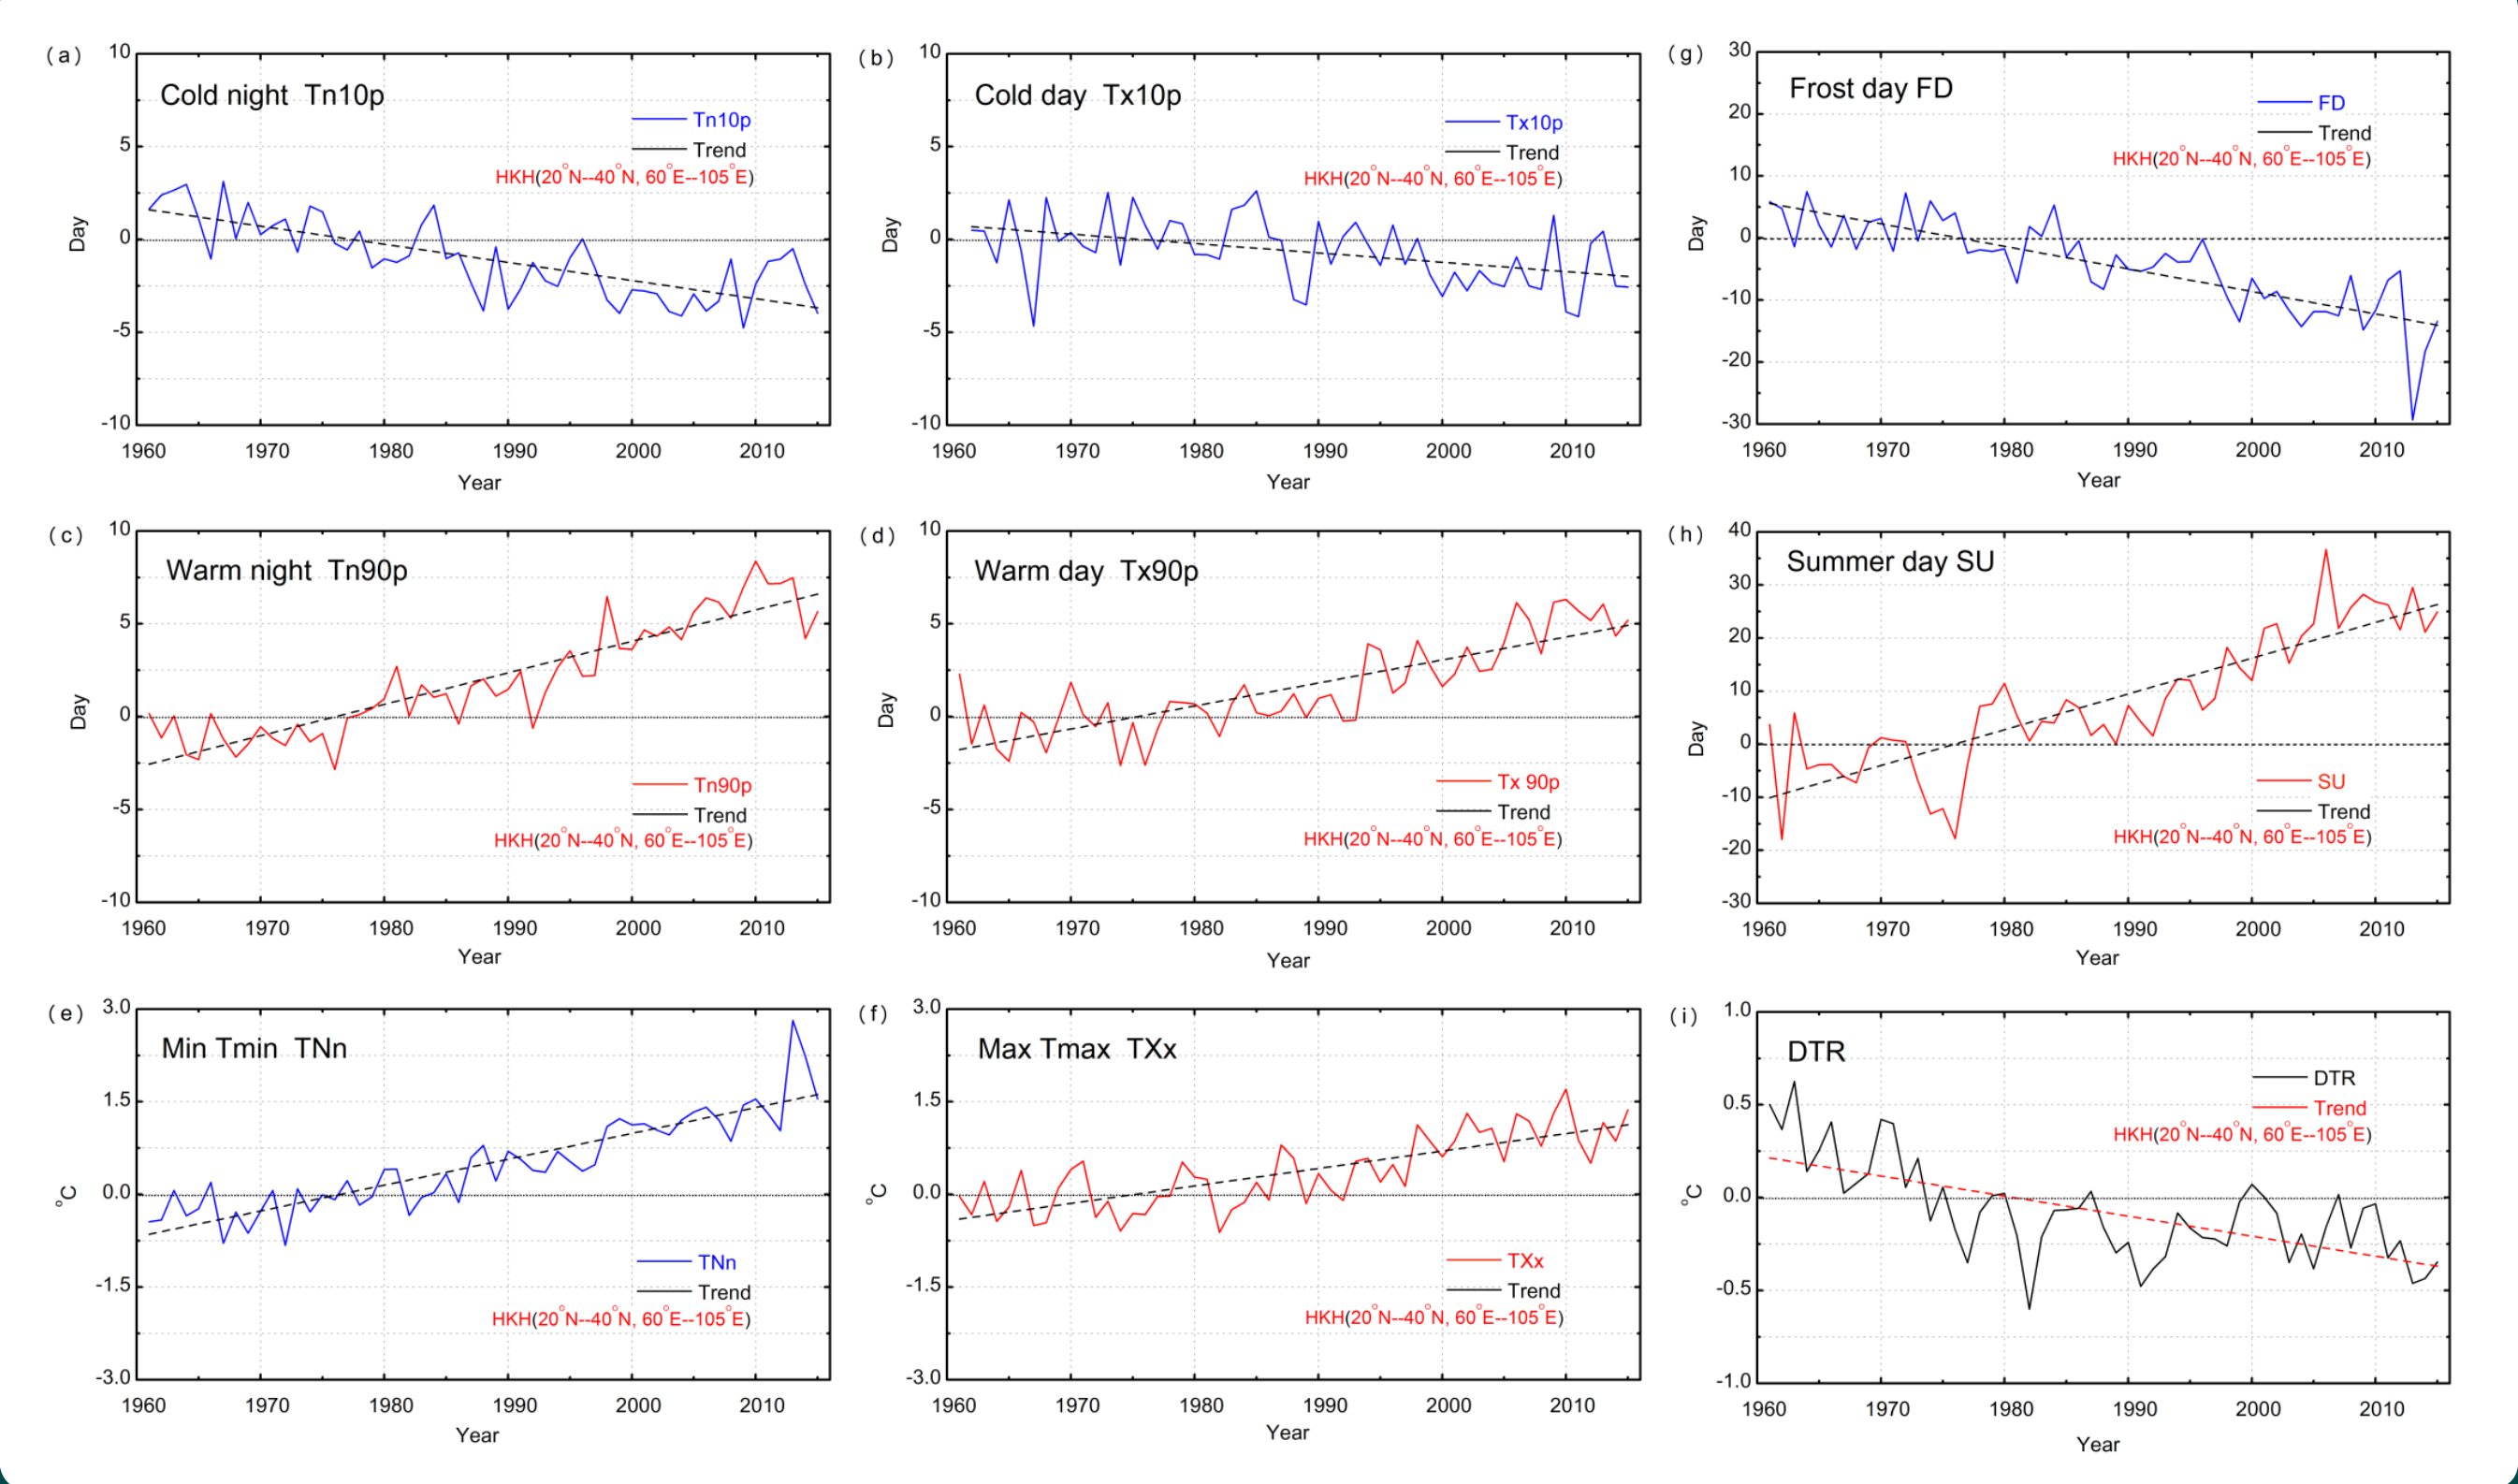 (a)
Cold night Tn10p
Tn10p
Trend
HKH(20°N--40°N, 60°E--105°E)
10
5
0
-5
-10
Day
1960 1970 1980 1990 2000 2010
Year
(b)
Cold day Tx10p
Tx10p
Trend
HKH(20°N--40°N, 60°E--105°E)
10
5
0
-5
-10
Day
1960 1970 1980 1990 2000 2010
Year
(g)
Frost day FD
FD
Trend
HKH(20°N--40°N, 60°E--105°E)
30
20
10
0
-10
-20
-30
Day
1960 1970 1980 1990 2000 2010
Year
(c)
Warm night Tn90p
Tn90p
Trend
HKH(20°N--40°N, 60°E--105°E)
10
5
0
-5
-10
Day
1960 1970 1980 1990 2000 2010
Year
(d)
Warm day Tx90p
Tx 90p
Trend
HKH(20°N--40°N, 60°E--105°E)
10
5
0
-5
-10
Day
1960 1970 1980 1990 2000 2010
Year
(h)
Summer day SU
SU
Trend
HKH(20°N--40°N, 60°E--105°E)
40
30
20
10
0
-10
-20
-30
Day
1960 1970 1980 1990 2000 2010
Year
(e)
Min Tmin TNn
TNn
Trend
HKH(20°N--40°N, 60°E--105°E)
3.0
1.5
0.0
-1.5
-3.0
°C
1960 1970 1980 1990 2000 2010
Year
(f)
Max Tmax TXx
TXx
Trend
HKH(20°N--40°N, 60°E--105°E)
3.0
1.5
0.0
-1.5
-3.0
°C
1960 1970 1980 1990 2000 2010
Year
(i)
DTR
DTR
Trend
HKH(20°N--40°N, 60°E--105°E)
1.0
0.5
0.0
-0.5
-1.0
°C
1960 1970 1980 1990 2000 2010
Year